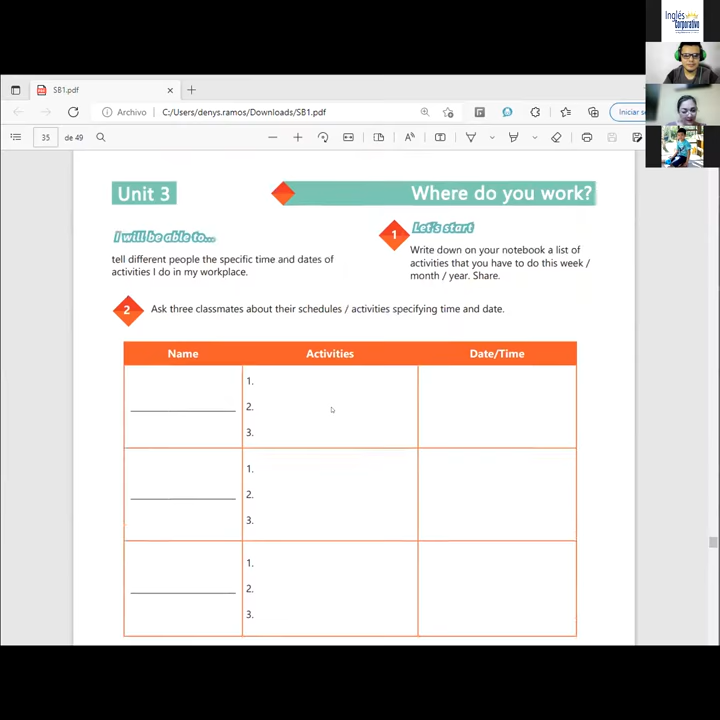 Inglés
Corporativo
SB1.pdf
Archivo
C:/Users/denys.ramos/Downloads/SB1.pdf
Iniciar se
35
de 49
Unit 3
Where do you work?
I will be able to...
tell different people the specific time and dates of
activities I do in my workplace.
1
Let's start
Write down on your notebook a list of
activities that you have to do this week /
month / year. Share.
2
Ask three classmates about their schedules / activities specifying time and date.
Name
Activities
Date/Time
1.
2.
3.
1.
2.
3.
1.
2.
3.